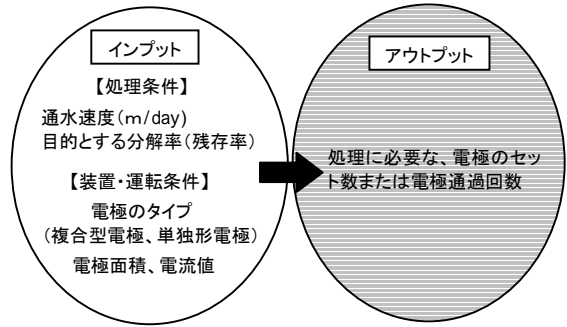 インプット
【処理条件】
通水速度(m/day)
目的とする分解率(残存率)
【装置・運転条件】
電極のタイプ
(複合型電極、単独形電極)
電極面積、電流値
アウトプット
処理に必要な、電極のセッ
ト数または電極通過回数